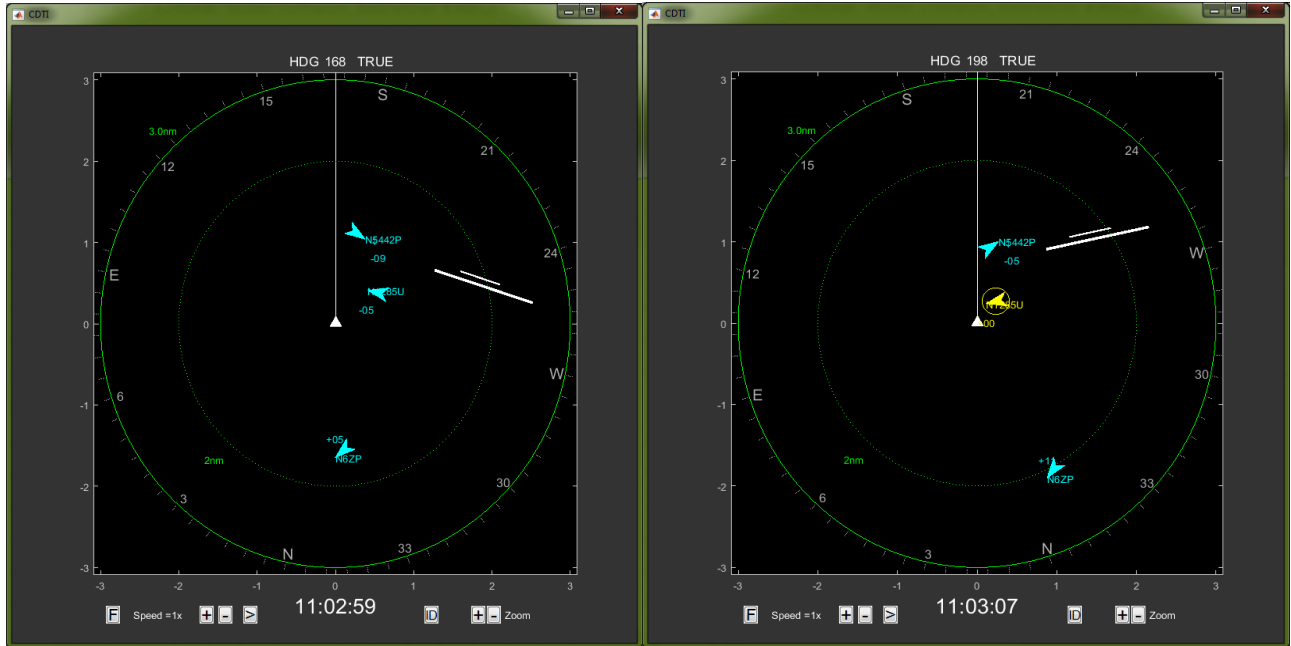 CDTI
HDG 168 TRUE
3
2
1
0
-1
-2
-3
-3
-2
-1
0
1
2
3
15
S
21
24
W
30
33
N
3
6
E
12
3.0nm
2nm
N5442P
-09
-05
+05
N6ZP
11:02:59
F
Speed =1x
+
-
>
ID
+
-
Zoom
CDTI
HDG 198 TRUE
3
2
1
0
-1
-2
-3
-3
-2
-1
0
1
2
3
S
21
24
W
30
33
N
3
6
E
12
15
3.0nm
2nm
N5442P
-05
N1285U
00
N6ZP
11:03:07
F
Speed =1x
+
-
>
ID
+
-
Zoom